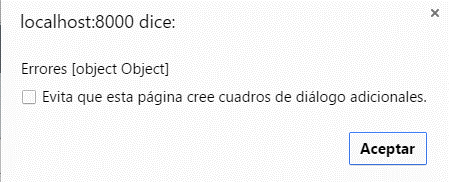 localhost:8000 dice:
Errores [object Object]
Evita que esta página cree cuadros de diálogo adicionales.
Aceptar